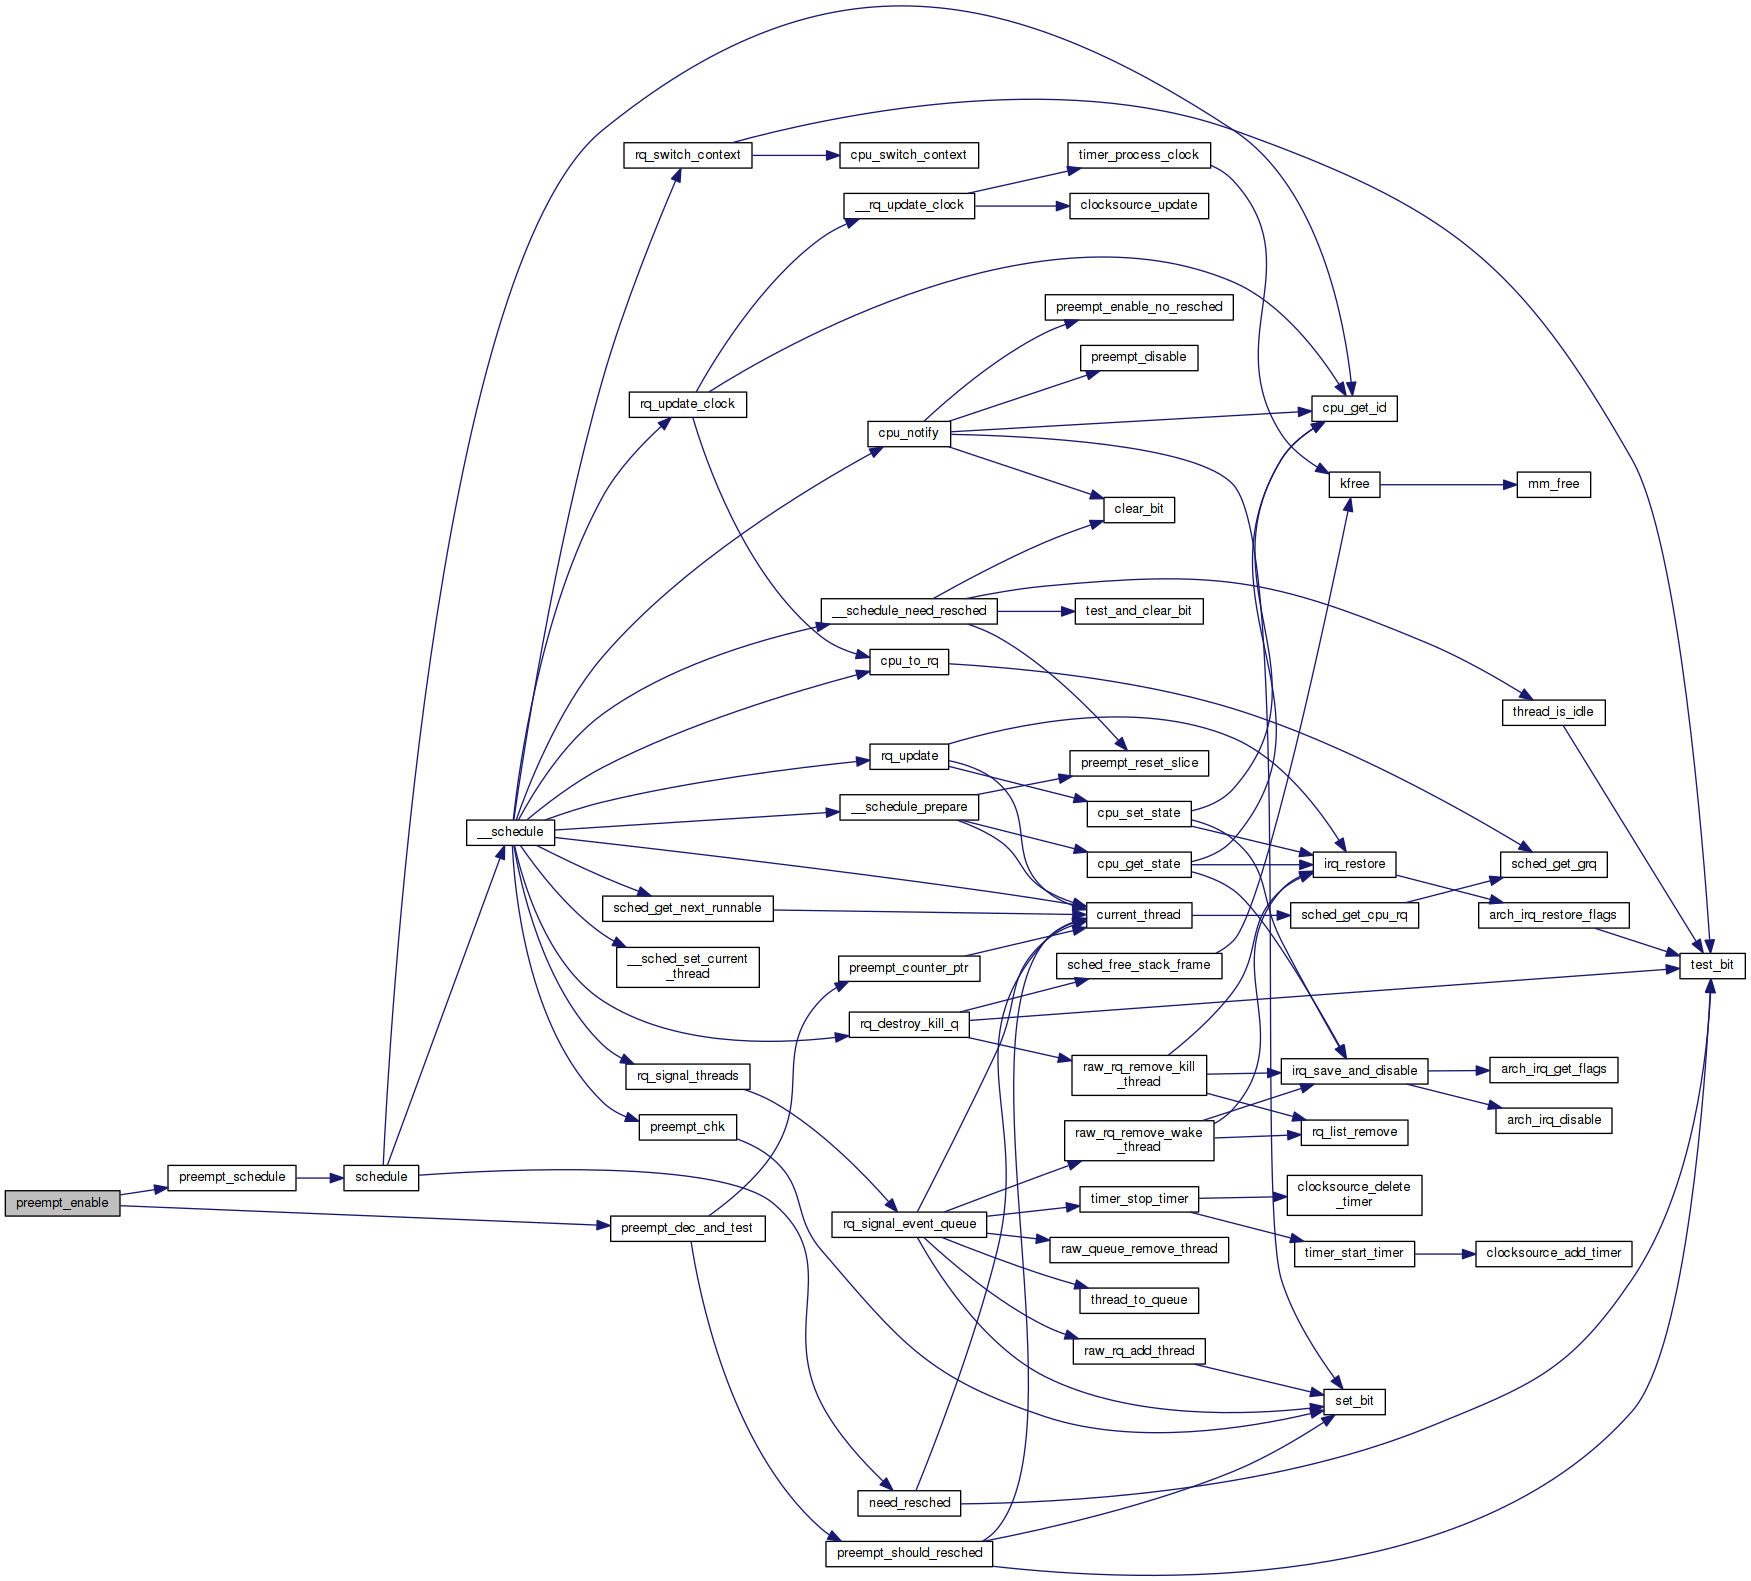 rq_switch_context
cpu_switch_context
timer_process_clock
__rq_update_clock
clocksource_update
preempt_enable_no_resched
preempt_disable
rq_update_clock
cpu_get_id
cpu_notify
kfree
mm_free
clear_bit
__schedule_need_resched
test_and_clear_bit
cpu_to_rq
thread_is_idle
rq_update
preempt_reset_slice
__schedule_prepare
cpu_set_state
__schedule
cpu_get_state
irq_restore
sched_get_grq
sched_get_next_runnable
current_thread
sched_get_cpu_rq
arch_irq_restore_flags
__sched_set_current
_thread
preempt_counter_ptr
sched_free_stack_frame
test_bit
rq_destroy_kill_q
rq_signal_threads
raw_rq_remove_kill
_thread
irq_save_and_disable
arch_irq_get_flags
preempt_chk
raw_rq_remove_wake
_thread
rq_list_remove
arch_irq_disable
preempt_schedule
schedule
preempt_enable
timer_stop_timer
clocksource_delete
_timer
preempt_dec_and_test
rq_signal_event_queue
raw_queue_remove_thread
timer_start_timer
clocksource_add_timer
thread_to_queue
raw_rq_add_thread
set_bit
need_resched
preempt_should_resched